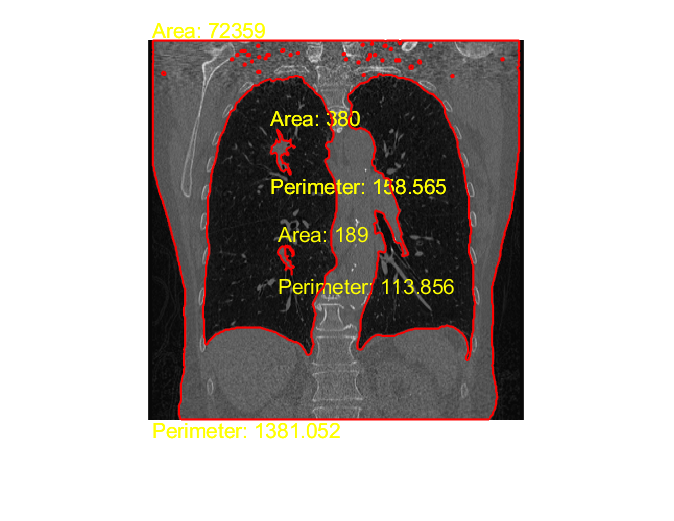 Area: 72359
Area: 380
Perimeter: 158.565
Area: 189
Perimeter: 113.856
Perimeter: 1381.052